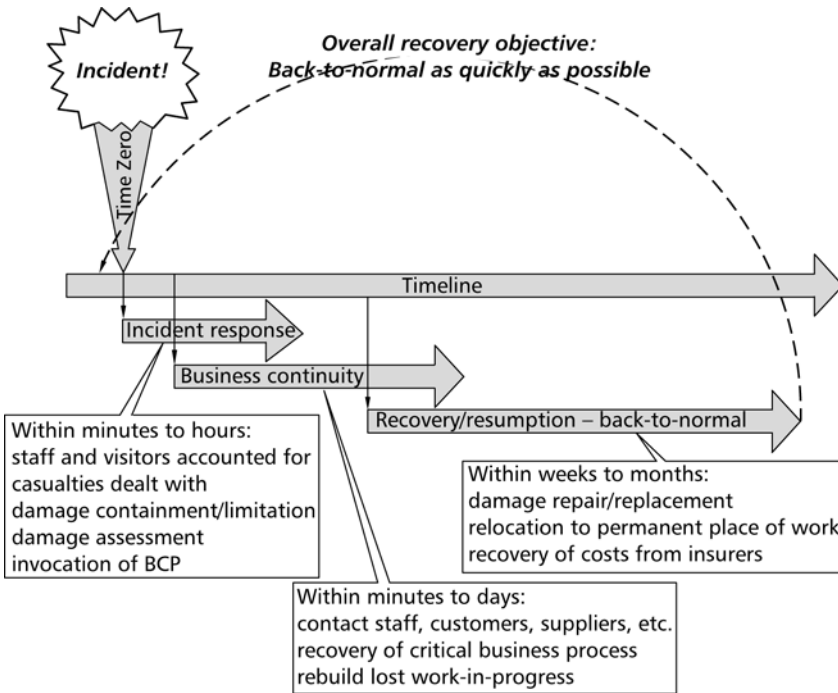 Incident!
Overall recovery objective:
Back-to-normal as quickly as possible
Time Zero
Timeline
Incident response
Business continuity
Recovery/resumption – back-to-normal
Within minutes to hours:
staff and visitors accounted for
casualties dealt with
damage containment/limitation
damage assessment
invocation of BCP
Within weeks to months:
damage repair/replacement
relocation to permanent place of work
recovery of costs from insurers
Within minutes to days:
contact staff, customers, suppliers, etc.
recovery of critical business process
rebuild lost work-in-progress